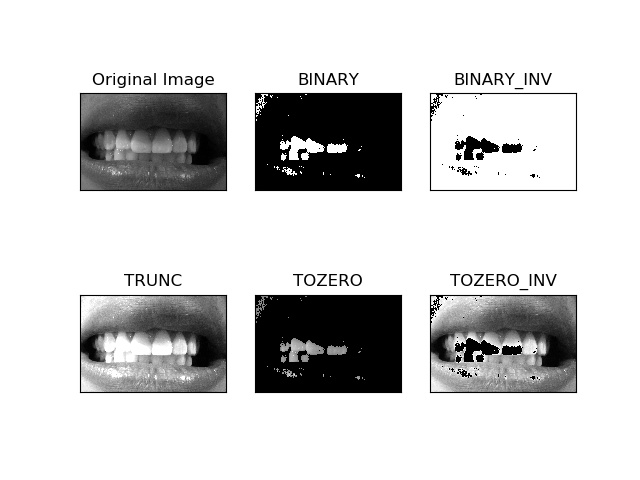 Original Image
BINARY
BINARY_INV
TRUNC
TOZERO
TOZERO_INV